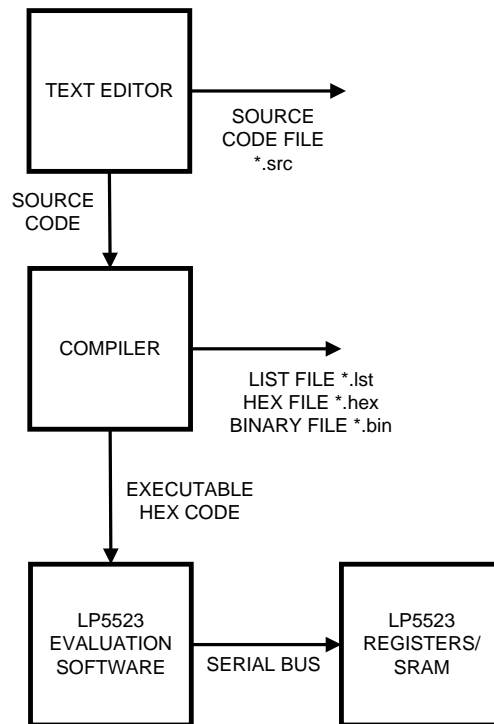 TEXT EDITOR
SOURCE
CODE FILE
*.src
SOURCE
CODE
COMPILER
LIST FILE *.lst
HEX FILE *.hex
BINARY FILE *.bin
EXECUTABLE
HEX CODE
LP5523
EVALUATION
SOFTWARE
SERIAL BUS
LP5523
REGISTERS/
SRAM